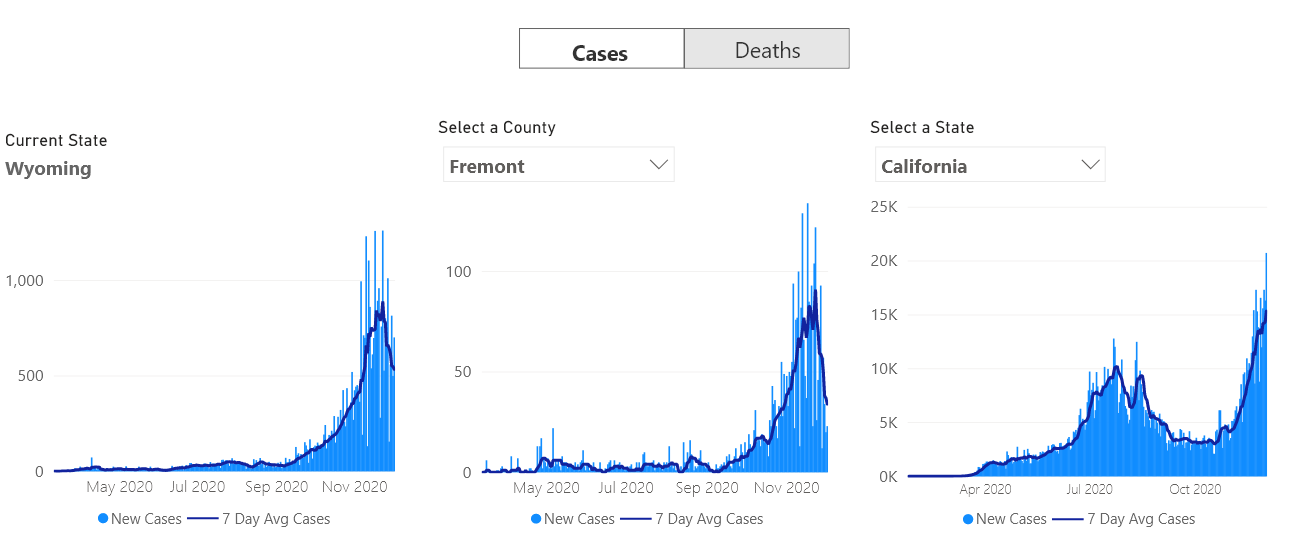 Cases
Deaths
Current State
Wyoming
1,000
500
0
May 2020 Jul 2020 Sep 2020 Nov 2020
New Cases 7 Day Avg Cases
Select a County
Fremont
100
50
0
May 2020 Jul 2020 Sep 2020 Nov 2020
New Cases 7 Day Avg Cases
Select a State
California
25K
20K
15K
10K
5K
0K
Apr 2020 Jul 2020 Oct 2020
New Cases 7 Day Avg Cases